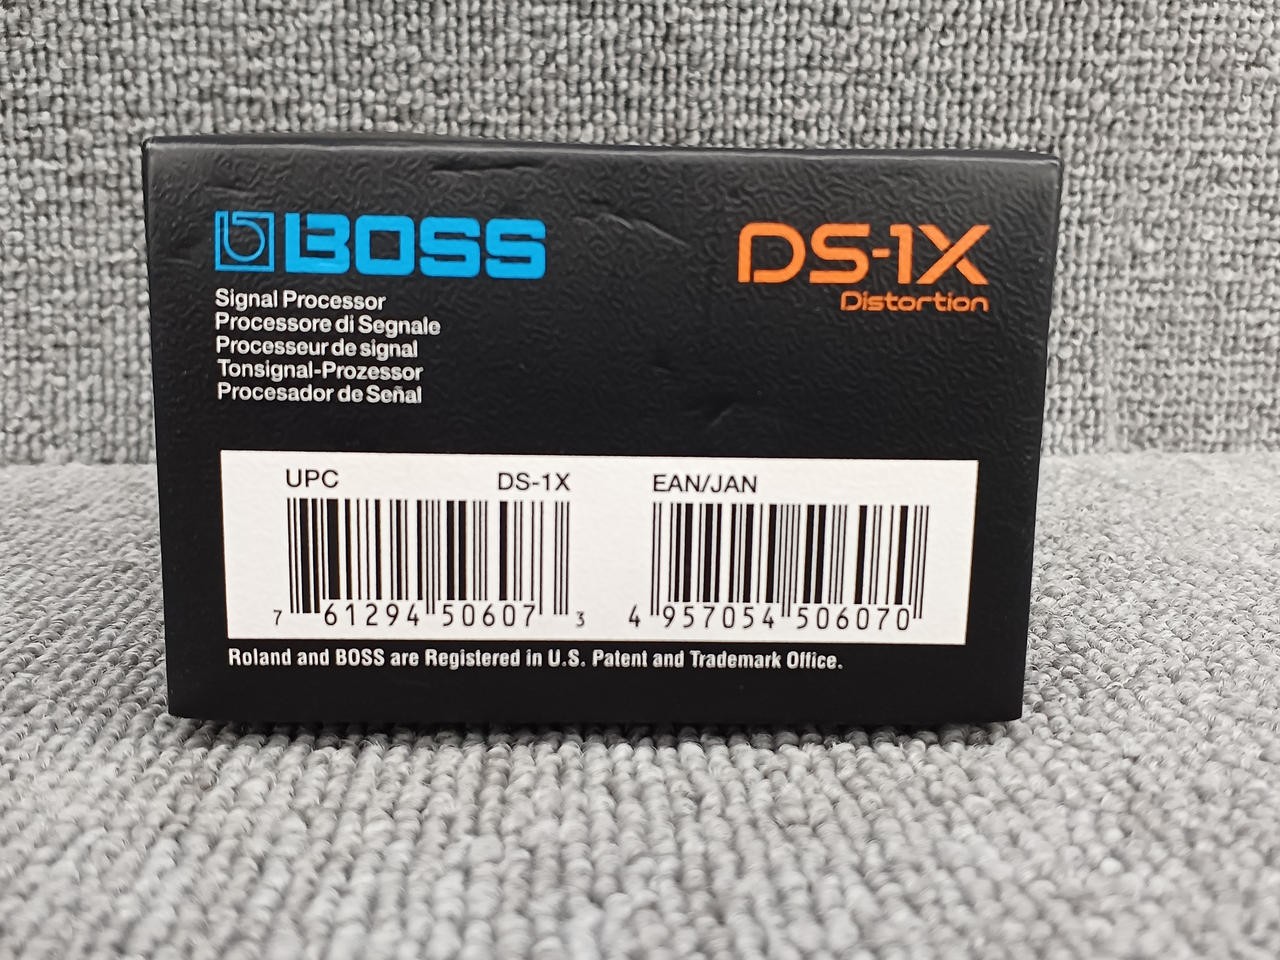 BOSS
DS-1X
Distortion
Signal Processor
Processore di Segnale
Processeur de signal
Tonsignal-Prozessor
Procesador de Señal
UPC DS-1X EAN/JAN
7 61294 50607 3 4 957054 506070
Roland and BOSS are Registered in U.S. Patent and Trademark Office.